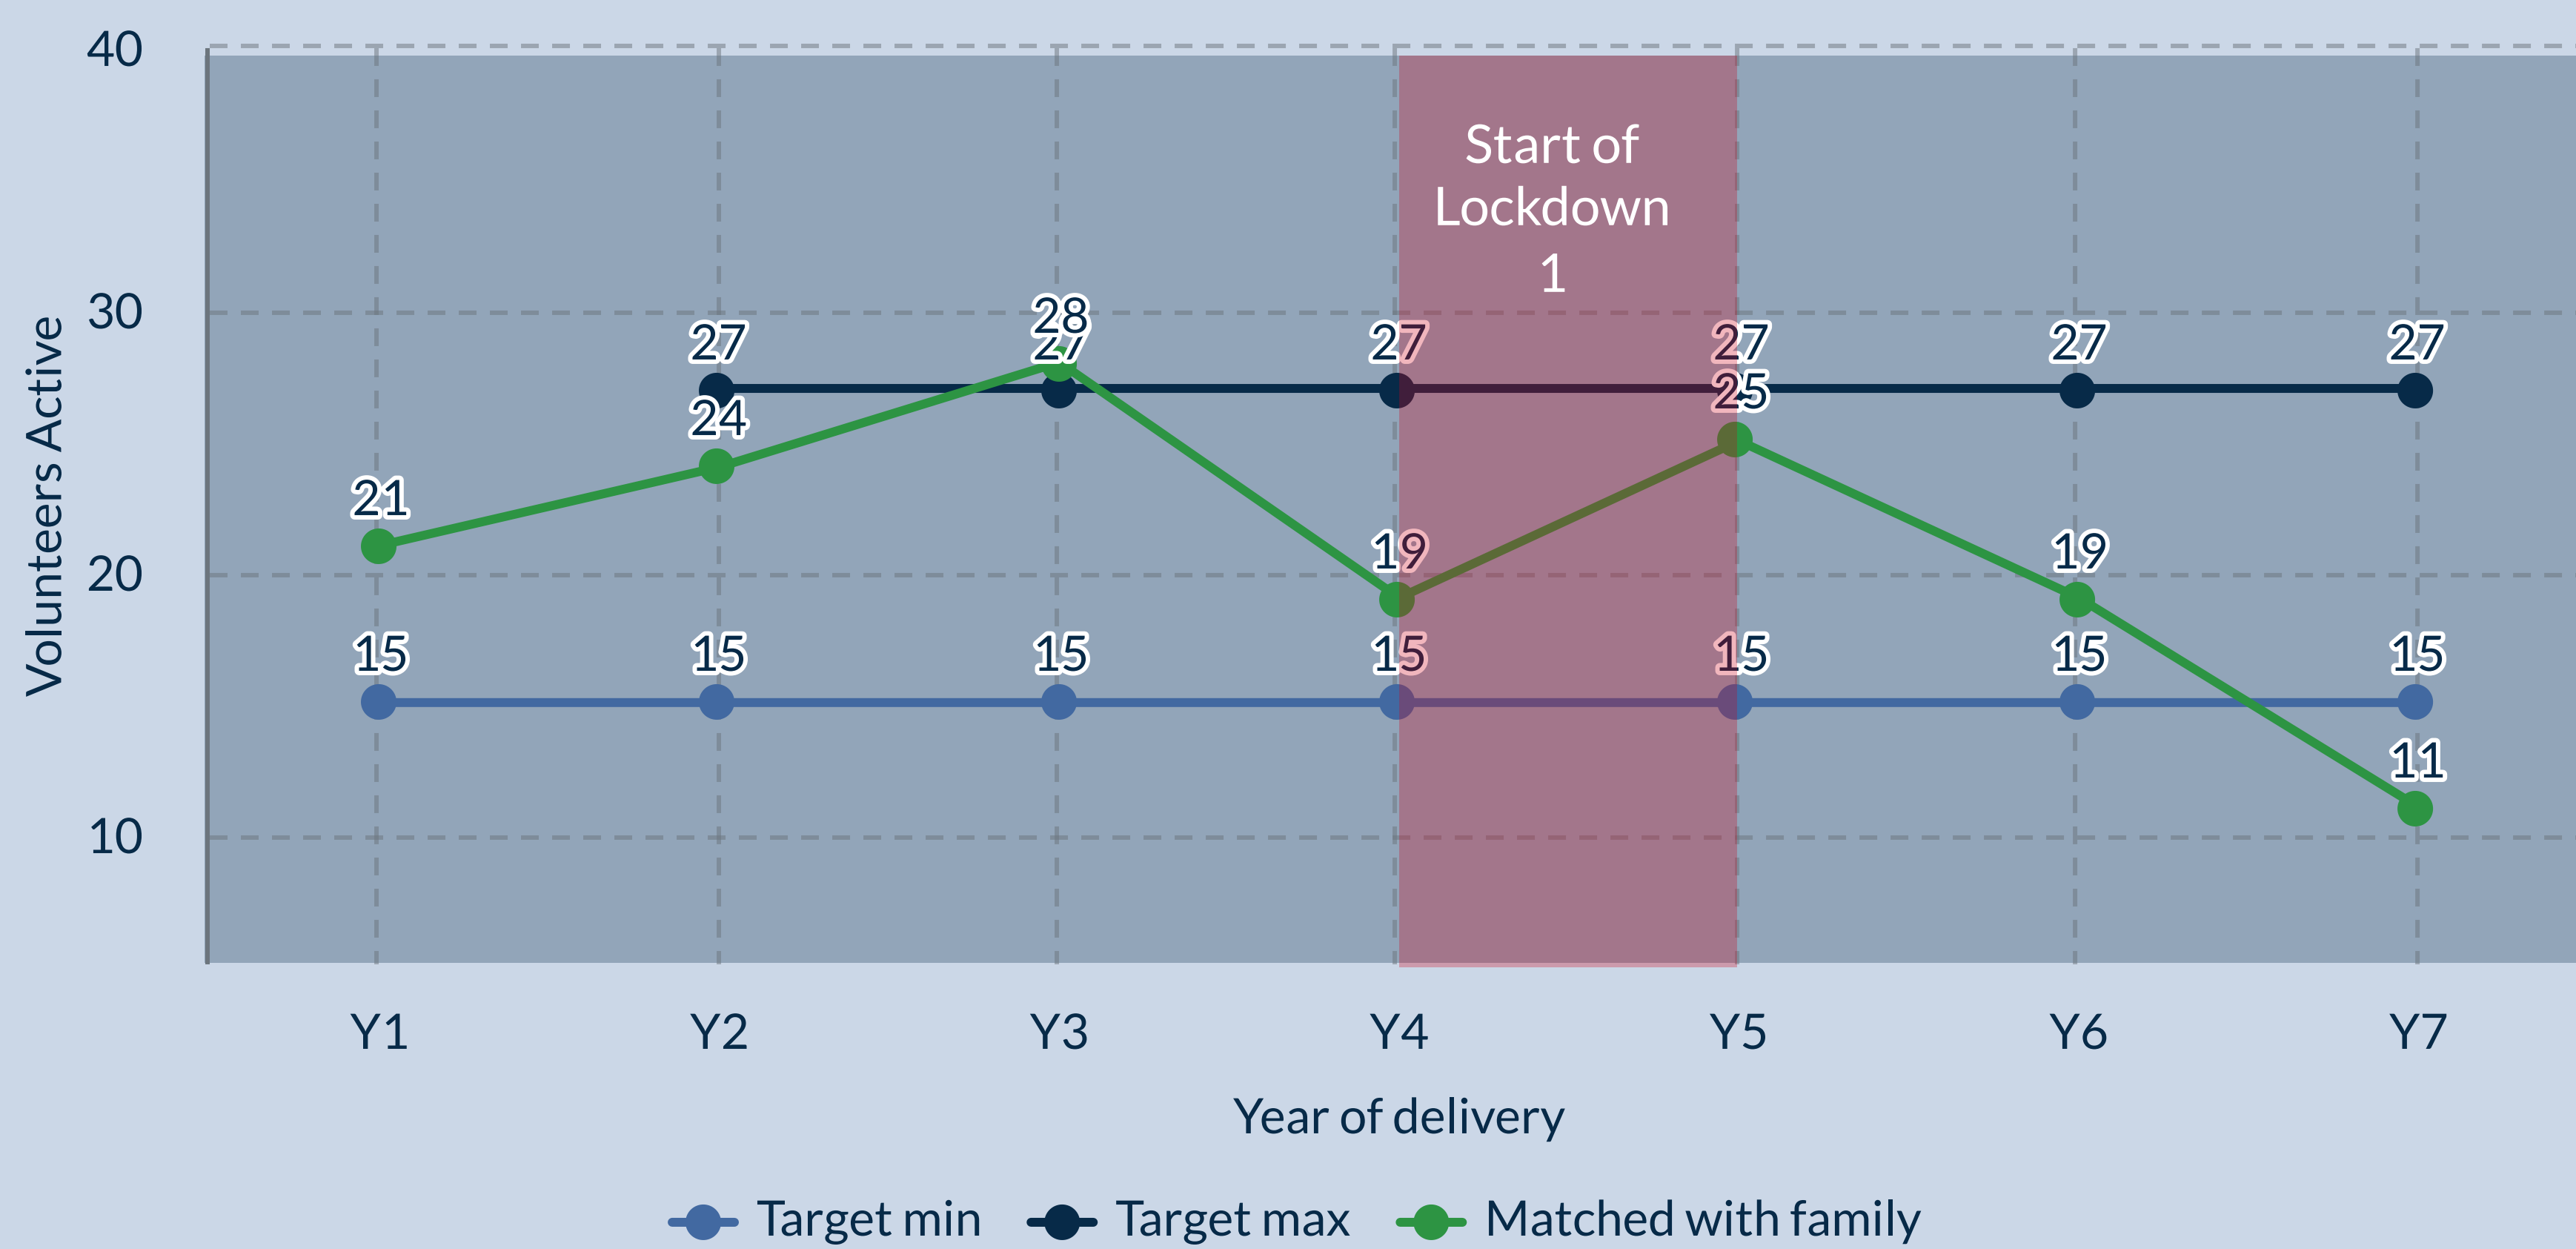 40
30
20
10
Volunteers Active
Start of
Lockdown
1
27
28
27
27
27
27
27
21
24
19
25
19
11
15
15
15
15
15
15
15
Y1
Y2
Y3
Y4
Y5
Y6
Y7
Year of delivery
Target min
Target max
Matched with family